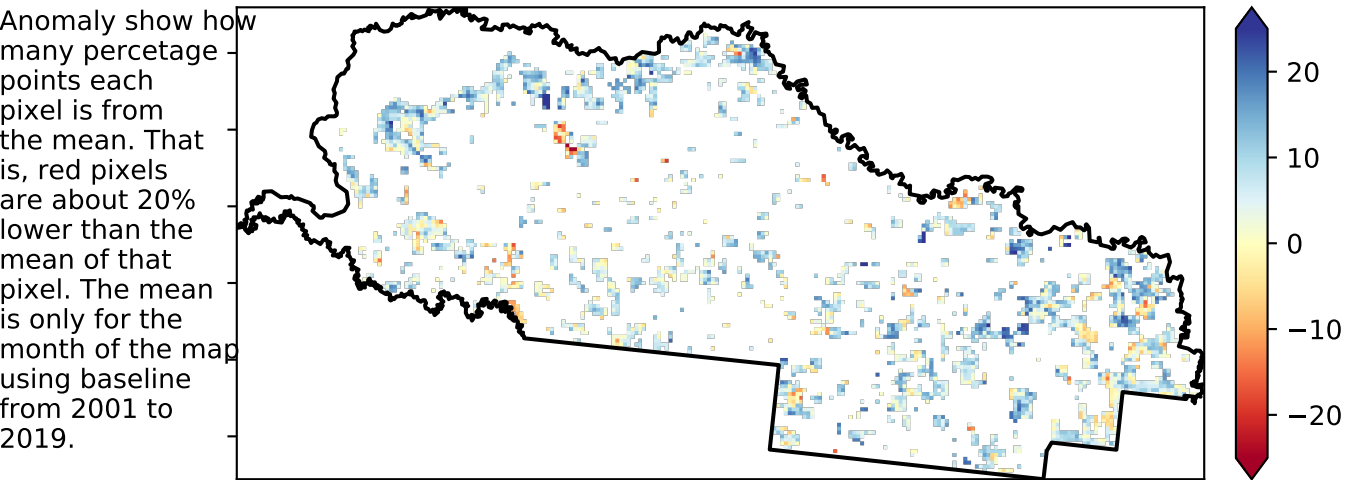 Anomaly show how
many percetage
points each
pixel is from
the mean. That
is, red pixels
are about 20%
lower than the
mean of that
pixel. The mean
is only for the
month of the map
using baseline
from 2001 to
2019.
20
10
0
−10
−20